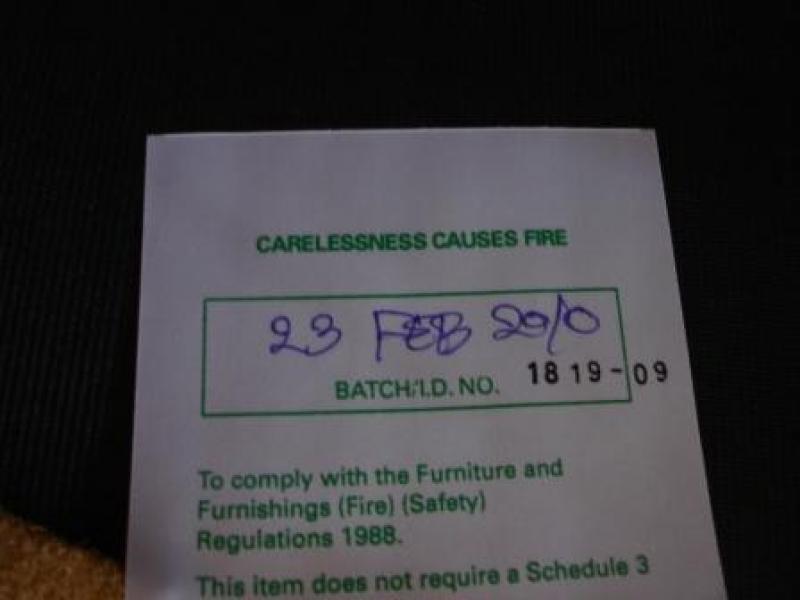 CARELESSNESS CAUSES FIRE
23 FEB 2010
BATCH/I.D. NO. 1819-09
To comply with the Furniture and
Furnishings (Fire) (Safety)
Regulations 1988.
This item does not require a Schedule 3